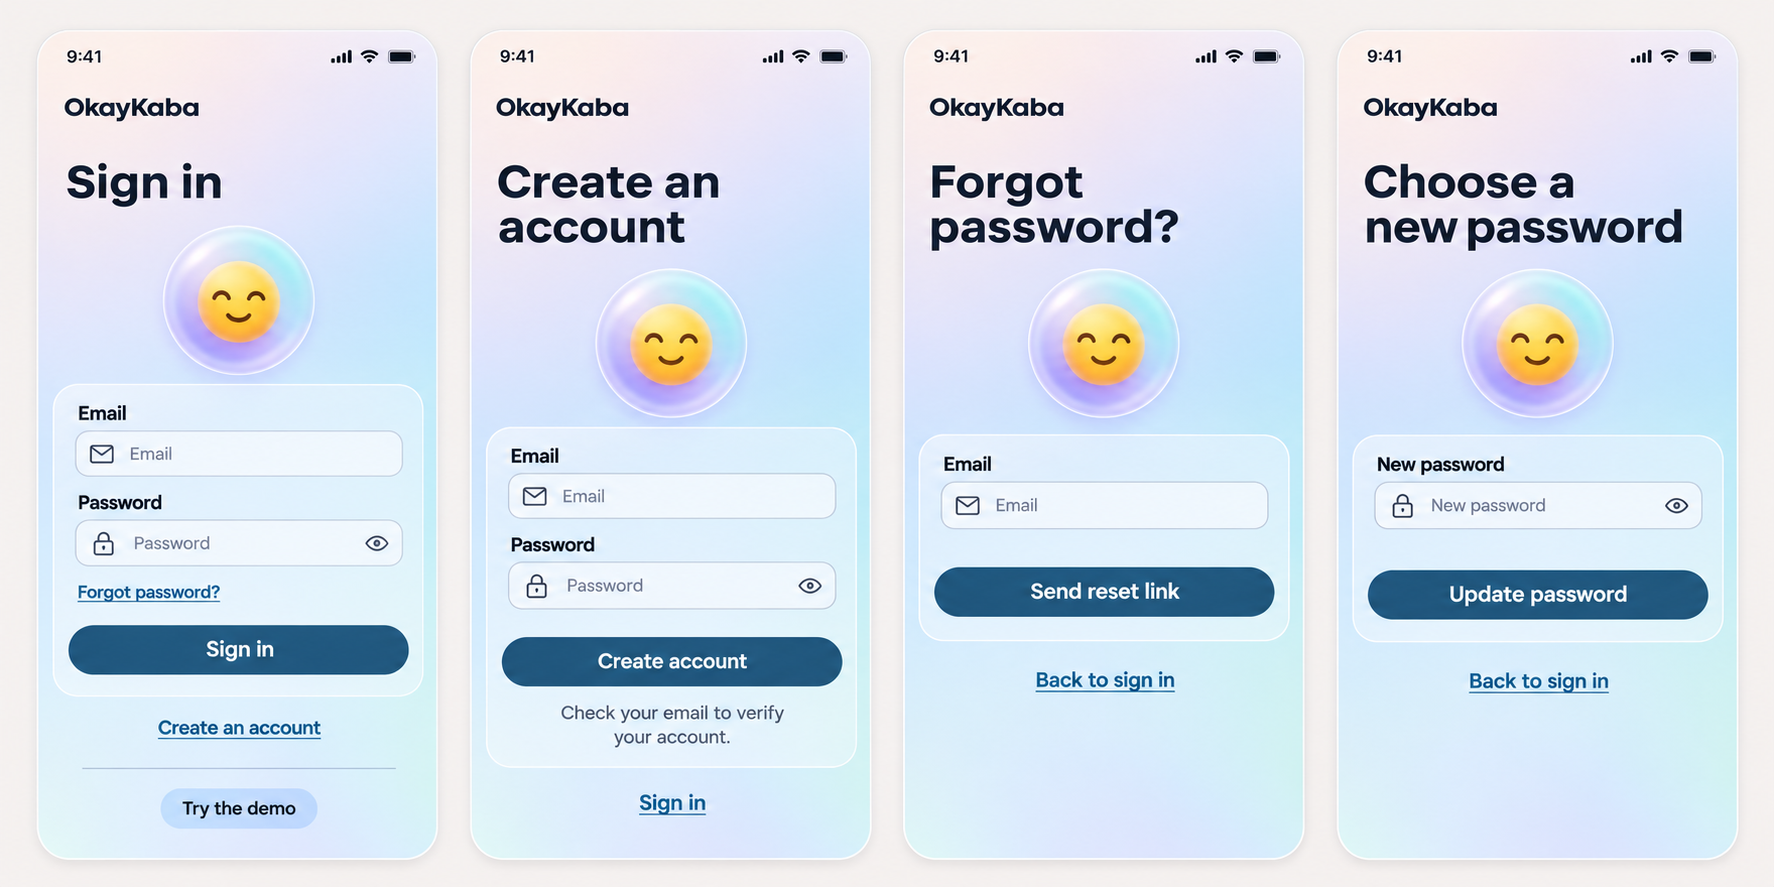 9:41
OkayKaba
Sign in
Email
Email
Password
Password
Forgot password?
Sign in
Create an account
Try the demo
9:41
OkayKaba
Create an
account
Email
Email
Password
Password
Create account
Check your email to verify
your account.
Sign in
9:41
OkayKaba
Forgot
password?
Email
Email
Send reset link
Back to sign in
9:41
OkayKaba
Choose a
new password
New password
New password
Update password
Back to sign in